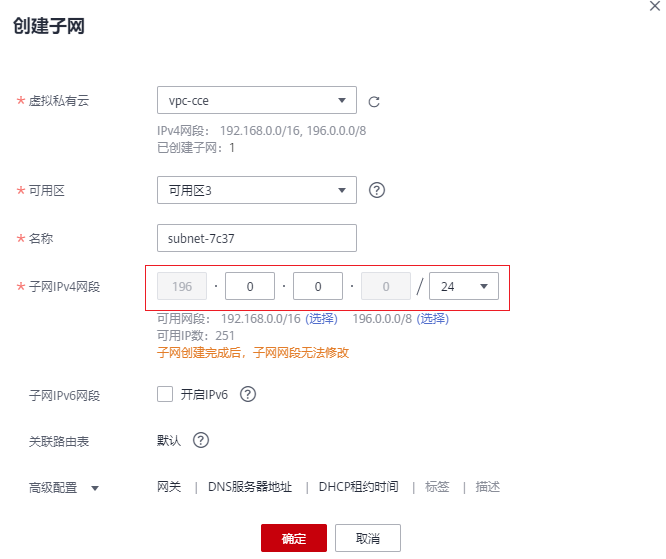 创建子网
* 虚拟私有云 vpc-cce
IPv4网段： 192.168.0.0/16, 196.0.0.0/8
已创建子网：1
* 可用区 可用区3 ?
* 名称 subnet-7c37
* 子网IPv4网段 196 · 0 · 0 · 0 / 24
可用网段： 192.168.0.0/16 (选择) 196.0.0.0/8 (选择)
可用IP数：251
子网创建完成后，子网网段无法修改
子网IPv6网段 开启IPv6 ?
关联路由表 默认 ?
高级配置 网关 | DNS服务器地址 | DHCP租约时间 | 标签 | 描述
确定 取消